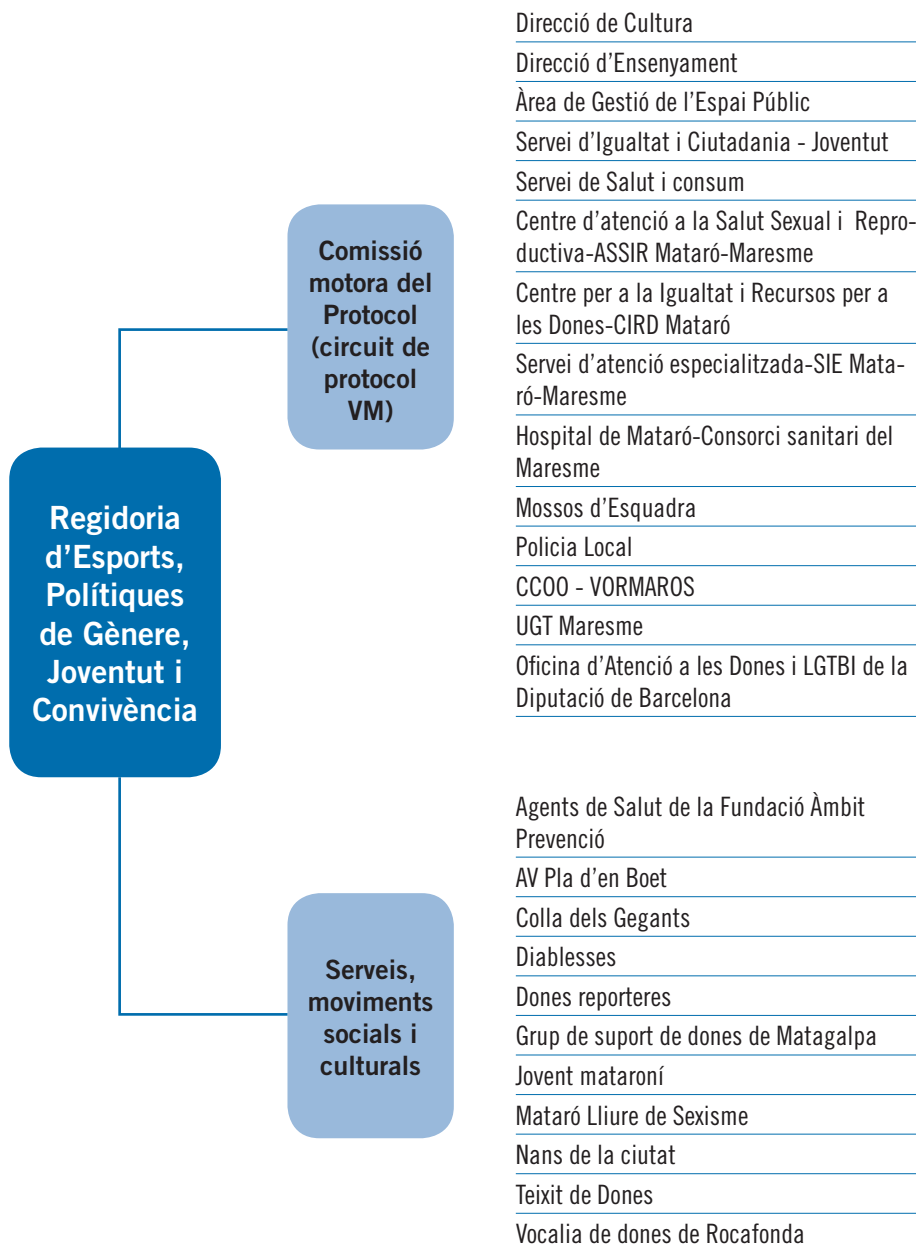 Regidoria
d'Esports,
Polítiques
de Gènere,
Joventut i
Convivència
Comissió
motora del
Protocol
(circuit de
protocol
VM)
Direcció de Cultura
Direcció d'Ensenyament
Àrea de Gestió de l'Espai Públic
Servei d'Igualtat i Ciutadania - Joventut
Servei de Salut i consum
Centre d'atenció a la Salut Sexual i Repro-
ductiva-ASSIR Mataró-Maresme
Centre per a la Igualtat i Recursos per a
les Dones-CIRD Mataró
Servei d'atenció especialitzada-SIE Mata-
ró-Maresme
Hospital de Mataró-Consorci sanitari del
Maresme
Mossos d'Esquadra
Policia Local
CCOO - VORMAROS
UGT Maresme
Oficina d'Atenció a les Dones i LGTBI de la
Diputació de Barcelona
Serveis,
moviments
socials i
culturals
Agents de Salut de la Fundació Àmbit
Prevenció
AV Pla d'en Boet
Colla dels Gegants
Diablesses
Dones reporteres
Grup de suport de dones de Matagalpa
Jovent mataroní
Mataró Lliure de Sexisme
Nans de la ciutat
Teixit de Dones
Vocalia de dones de Rocafonda